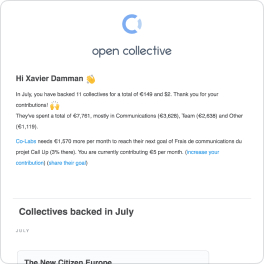 open collective
Hi Xavier Damman 👋
In July, you have backed 11 collectives for a total of €149 and $2. Thank you for your
contributions! 🙌
They've spent a total of €7,761, mostly in Communications (€3,628), Team (€2,638) and Other
(€1,119).
Co-Labs needs €1,570 more per month to reach their next goal of Frais de communications du
projet Call Up (3% there). You are currently contributing €5 per month. (increase your
contribution) (share their goal)
Collectives backed in July
JULY
The New Citizen Europe